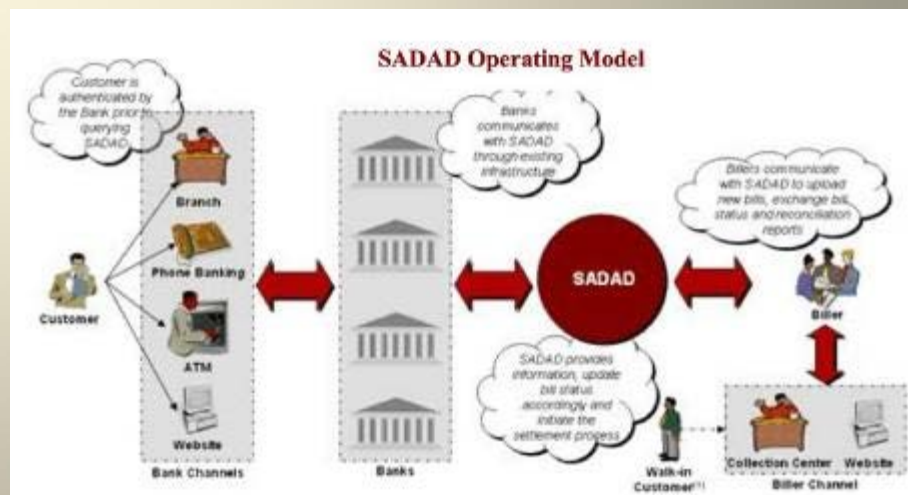 SADAD Operating Model
Customer is
authenticated by
the Bank prior to
querying
SADAD
Banks
communicates
with SADAD
through existing
infrastructure
Billers communicate
with SADAD to upload
new bills, exchange bill
status and reconciliation
reports
Branch
Phone Banking
Customer
ATM
Website
Bank Channels
Banks
SADAD
Biller
SADAD provides
information, update
bill status
accordingly and
initiate the
settlement process
Walk-in
Customer(1)
Collection Center
Website
Biller Channel